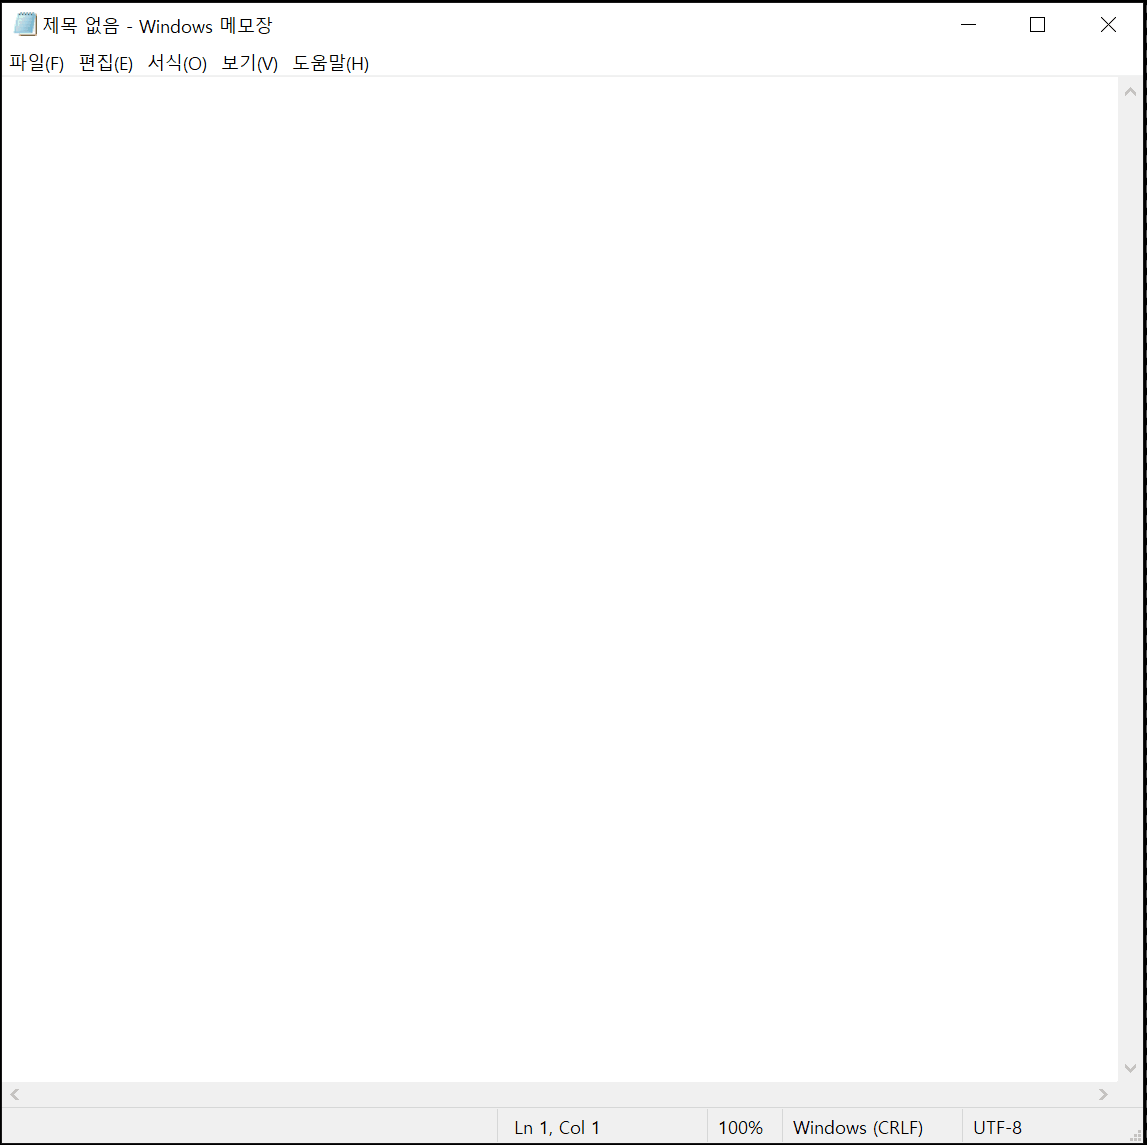 제목 없음 - Windows 메모장
파일(F) 편집(E) 서식(O) 보기(V) 도움말(H)
Ln 1, Col 1 100% Windows (CRLF) UTF-8